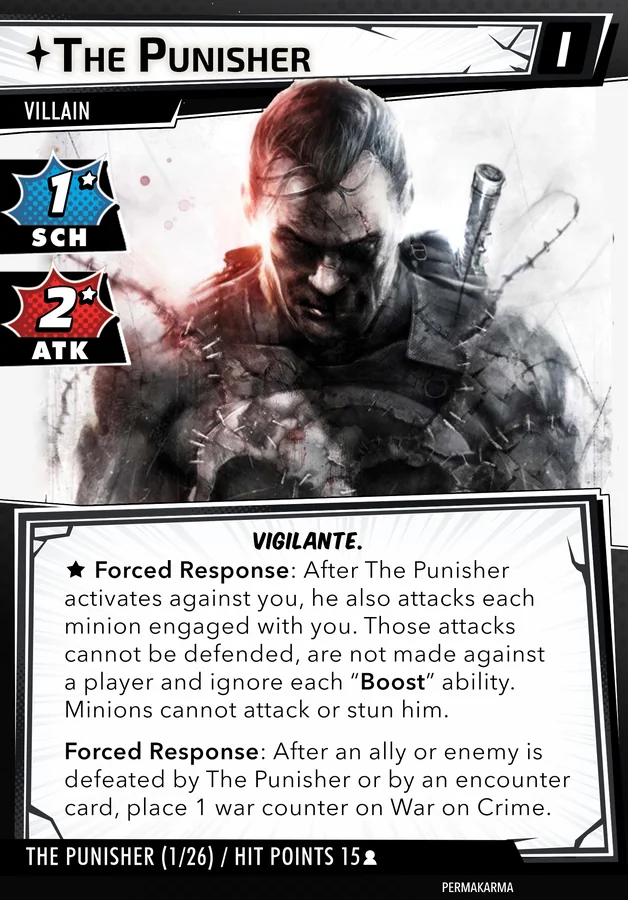 THE PUNISHER
I
VILLAIN
1
SCH
2
ATK
VIGILANTE.
★ Forced Response: After The Punisher
activates against you, he also attacks each
minion engaged with you. Those attacks
cannot be defended, are not made against
a player and ignore each “Boost” ability.
Minions cannot attack or stun him.
Forced Response: After an ally or enemy is
defeated by The Punisher or by an encounter
card, place 1 war counter on War on Crime.
THE PUNISHER (1/26) / HIT POINTS 15
PERMAKARMA